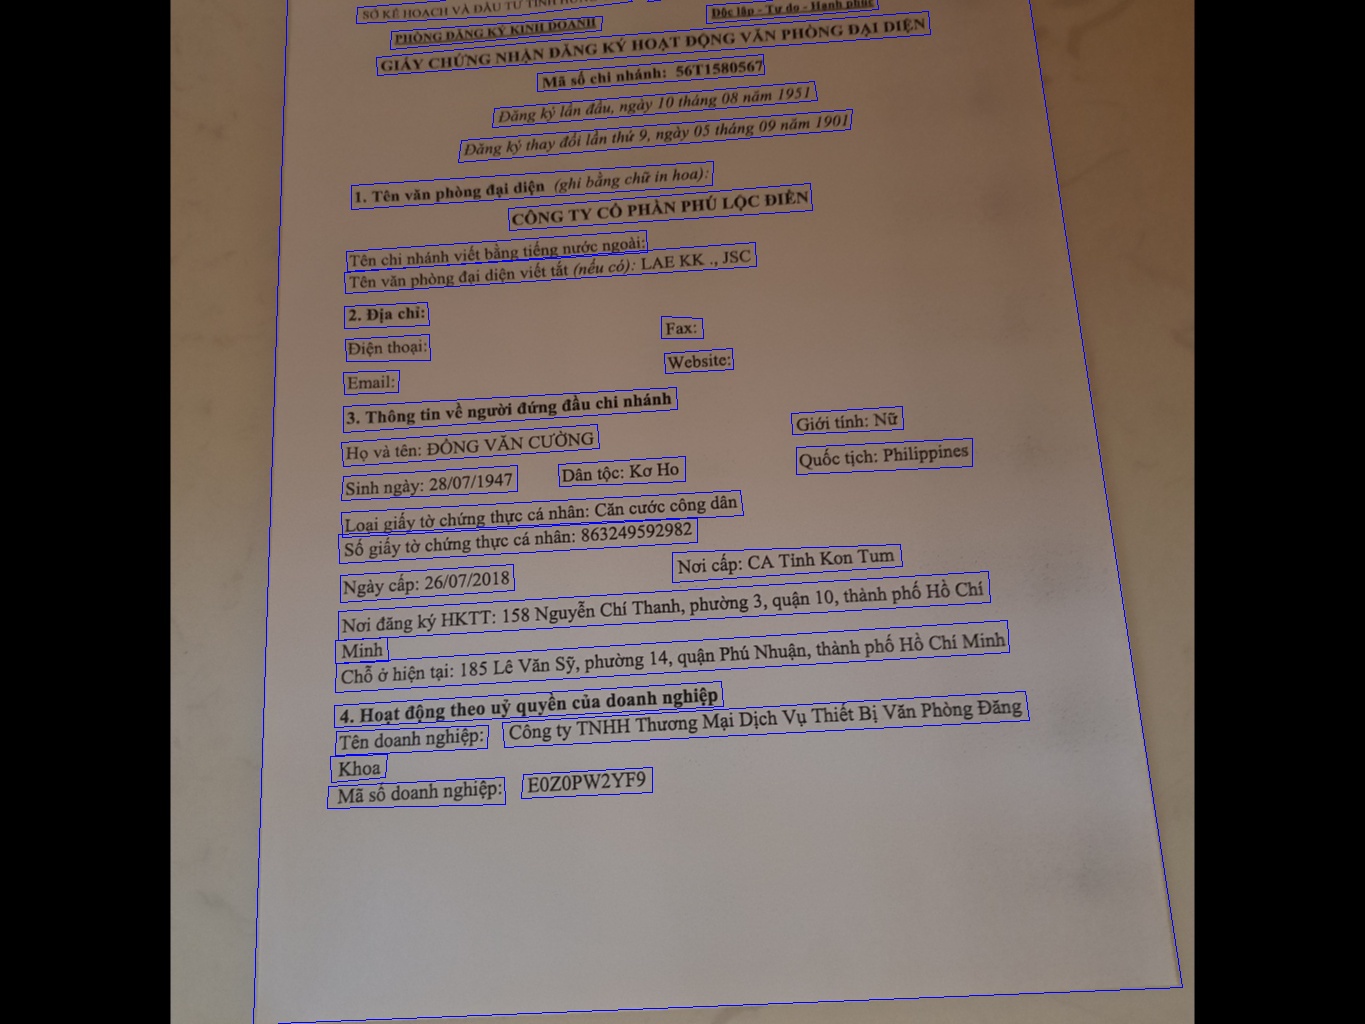 SỞ KẾ HOẠCH VÀ ĐẦU TƯ TỈNH
Độc lập - Tự do - Hạnh phúc
PHÒNG ĐĂNG KÝ KINH DOANH
GIẤY CHỨNG NHẬN ĐĂNG KÝ HOẠT ĐỘNG VĂN PHÒNG ĐẠI DIỆN
Mã số chi nhánh: 56T1580567
Đăng ký lần đầu, ngày 10 tháng 08 năm 1951
Đăng ký thay đổi lần thứ 9, ngày 05 tháng 09 năm 1901
1. Tên văn phòng đại diện (ghi bằng chữ in hoa):
CÔNG TY CỔ PHẦN PHÚ LỘC ĐIỀN
Tên chi nhánh viết bằng tiếng nước ngoài:
Tên văn phòng đại diện viết tắt (nếu có): LAE KK ., JSC
2. Địa chỉ:
Điện thoại: Fax:
Email: Website:
3. Thông tin về người đứng đầu chi nhánh
Họ và tên: ĐỒNG VĂN CƯỜNG Giới tính: Nữ
Sinh ngày: 28/07/1947 Dân tộc: Kơ Ho Quốc tịch: Philippines
Loại giấy tờ chứng thực cá nhân: Căn cước công dân
Số giấy tờ chứng thực cá nhân: 863249592982
Ngày cấp: 26/07/2018 Nơi cấp: CA Tỉnh Kon Tum
Nơi đăng ký HKTT: 158 Nguyễn Chí Thanh, phường 3, quận 10, thành phố Hồ Chí
Minh
Chỗ ở hiện tại: 185 Lê Văn Sỹ, phường 14, quận Phú Nhuận, thành phố Hồ Chí Minh
4. Hoạt động theo uỷ quyền của doanh nghiệp
Tên doanh nghiệp: Công ty TNHH Thương Mại Dịch Vụ Thiết Bị Văn Phòng Đăng
Khoa
Mã số doanh nghiệp: E0Z0PW2YF9